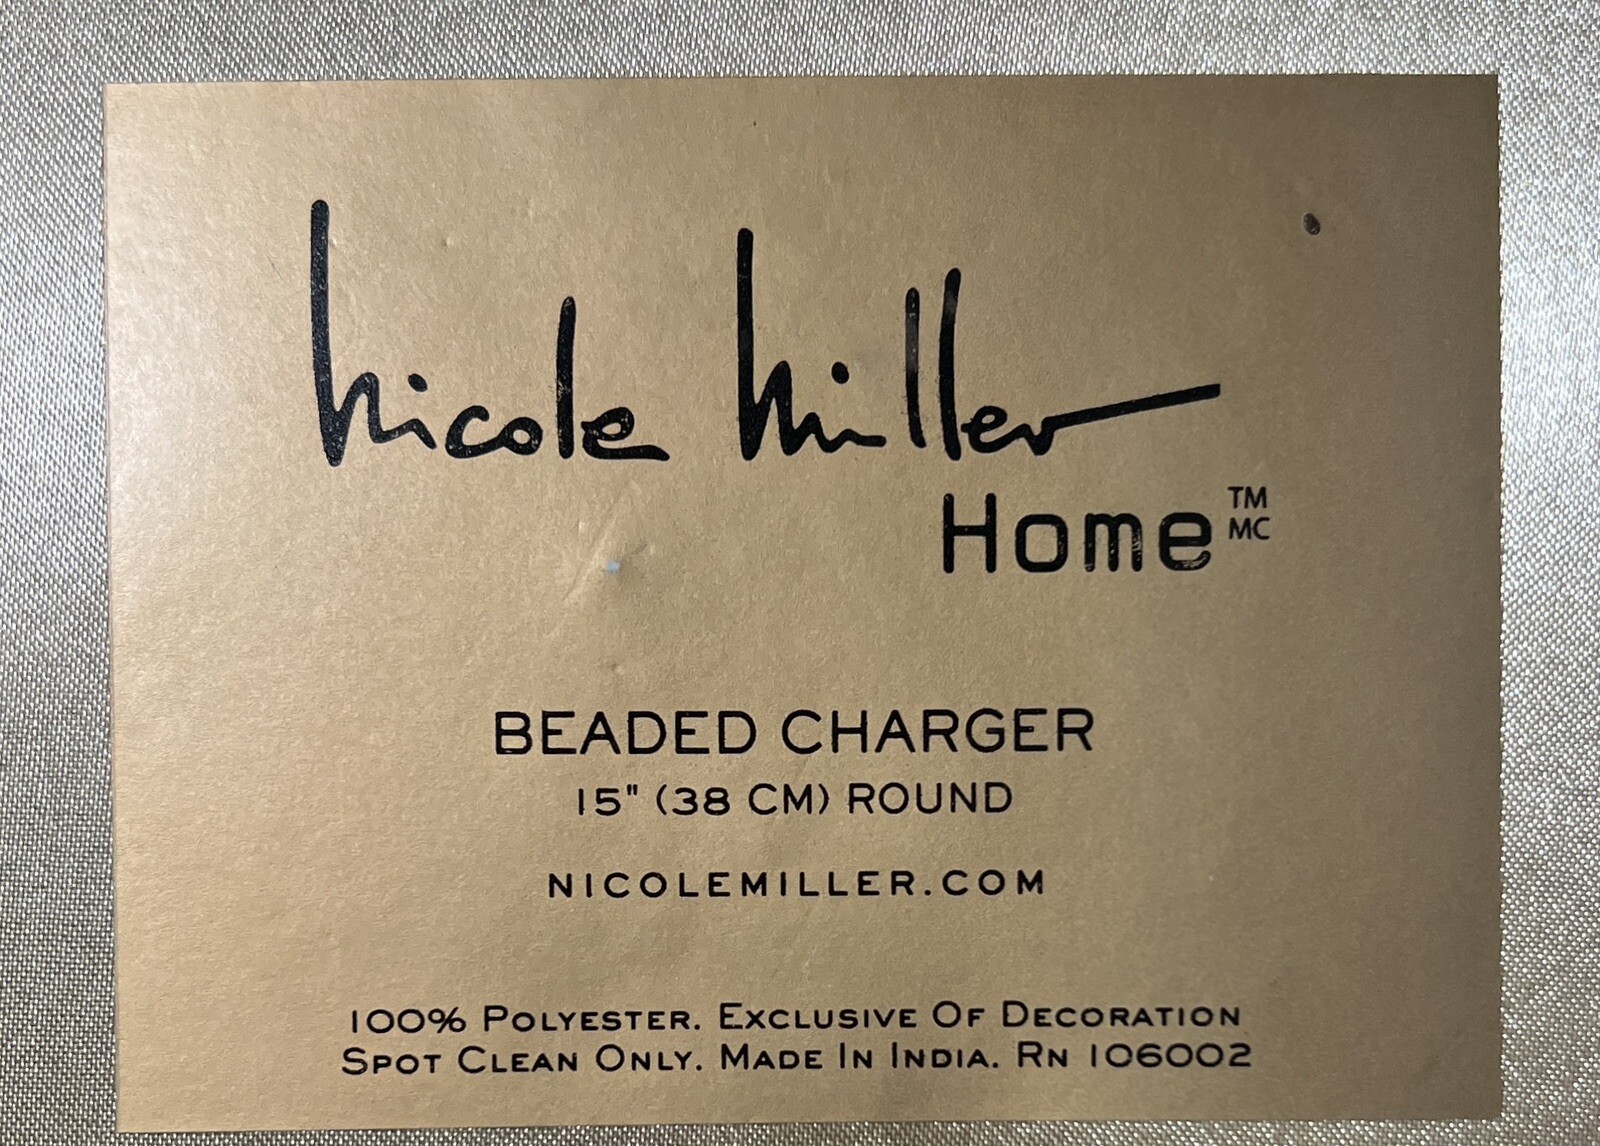 Nicole Miller
Home TM MC
BEADED CHARGER
15" (38 CM) ROUND
NICOLEMILLER.COM
100% POLYESTER. EXCLUSIVE OF DECORATION
SPOT CLEAN ONLY. MADE IN INDIA. RN 106002